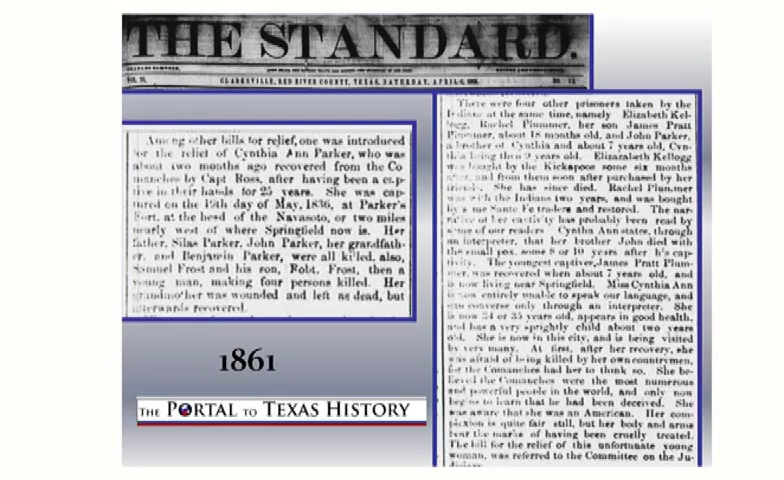 THE STANDARD.
CLARKSVILLE, RED RIVER COUNTY, TEXAS, SATURDAY, APRIL 6,
Among other bills for relief, one was introduced
for the relief of Cynthia Ann Parker, who was
about two months ago recovered from the Co
manches by Capt Ross, after having been a cap-
tive in their hands for 25 years. She was cap-
tured on the 19th day of May, 1836, at Parker's
Fort, at the head of the Navasoto, or two miles
nearly west of where Springfield now is. Her
father, Silas Parker, John Parker, her grandfath-
er, and Benjamin Parker, were all killed, also,
Samuel Frost and his son, Robt. Frost, then a
young man, making four persons killed. Her
grandmother was wounded and left as dead, but
afterwards recovered.
1861
THE PORTAL TO TEXAS HISTORY
There were four other prisoners taken by the
Indians at the same time, namely Elizabeth Kel-
logg, Rachel Plummer, her son James Pratt
Plummer, about 18 months old, and John Parker,
a brother of Cynthia and about 7 years old, Cyn-
thia being then 9 years old. Elizazabeth Kellogg
was bought by the Kickapoos some six months
after, and from them soon after purchased by her
friends. She has since died. Rachel Plummer
was with the Indians two years, and was bought
by some Sante Fe traders and restored. The nar-
rative of her captivity has probably been read by
some of our readers Cyntha Ann states, through
an interpreter, that her brother John died with
the small pox, some 8 or 10 years after his cap-
tivity. The youngest captive, James Pratt Plum-
mer, was recovered when about 7 years old, and
is now living near Springfield. Miss Cynthia Ann
is now entirely unable to speak our language, and
can converse only through an interpreter. She
is now 34 or 35 years old, appears in good health,
and has a very sprightly child about two years
old. She is now in this city, and is being visited
by very many. At first, after her recovery, she
was afraid of being killed by her own countrymen,
for the Comanches had her to think so. She be-
lieved the Comanches were the most numerous
and powerful people in the world, and only now
begins to learn that he had been deceived. She
was aware that she was an American. Her com-
plexion is quite fair still, but her body and arms
bear the marks of having been cruelly treated.
The bill for the relief of this unfortunate young
woman, was referred to the Committee on the Ju-